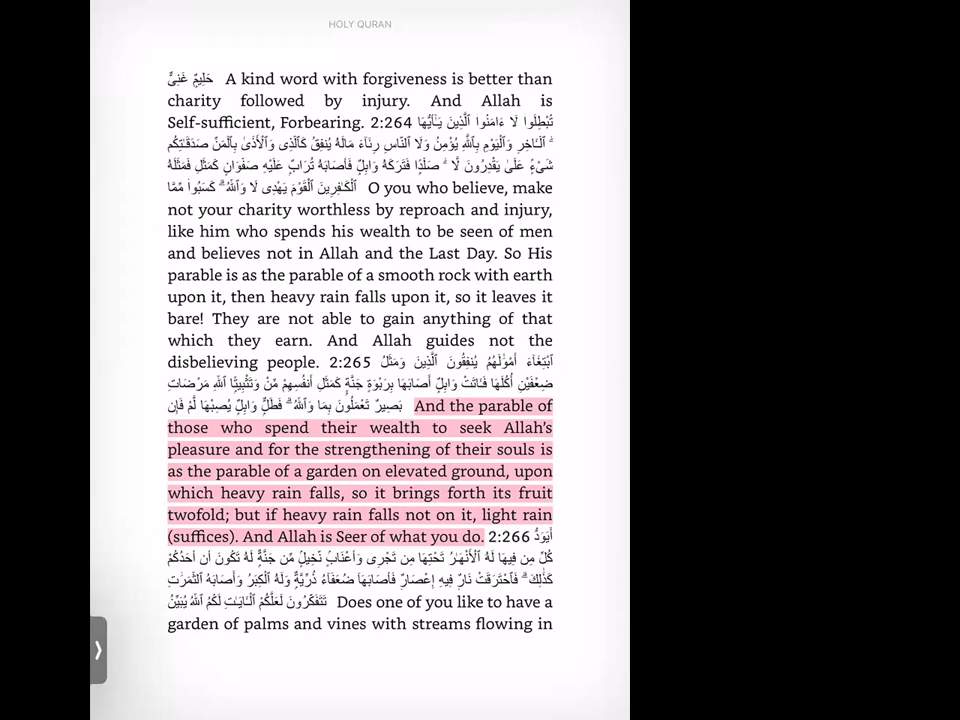 HOLY QURAN
حَلِيمٌ غَنِىٌّ A kind word with forgiveness is better than
charity followed by injury. And Allah is
Self-sufficient, Forbearing. 2:264 تُبْطِلُوا۟ لَا ءَامَنُوا۟ ٱلَّذِينَ يَـٰٓأَيُّهَا
ۖ ٱلْـَٔاخِرِ وَٱلْيَوْمِ بِٱللَّهِ يُؤْمِنُ وَلَا ٱلنَّاسِ رِئَآءَ مَالَهُۥ يُنفِقُ كَٱلَّذِى وَٱلْأَذَىٰ بِٱلْمَنِّ صَدَقَـٰتِكُم
شَىْءٍ عَلَىٰ يَقْدِرُونَ لَّا ۖ صَلْدًا فَتَرَكَهُۥ وَابِلٌ فَأَصَابَهُۥ تُرَابٌ عَلَيْهِ صَفْوَانٍ كَمَثَلِ فَمَثَلُهُۥ
ٱلْكَـٰفِرِينَ ٱلْقَوْمَ يَهْدِى لَا وَٱللَّهُ ۗ كَسَبُوا۟ مِّمَّا O you who believe, make
not your charity worthless by reproach and injury,
like him who spends his wealth to be seen of men
and believes not in Allah and the Last Day. So His
parable is as the parable of a smooth rock with earth
upon it, then heavy rain falls upon it, so it leaves it
bare! They are not able to gain anything of that
which they earn. And Allah guides not the
disbelieving people. 2:265 ٱبْتِغَآءَ أَمْوَٰلَهُمُ يُنفِقُونَ ٱلَّذِينَ وَمَثَلُ
ضِعْفَيْنِ أُكُلَهَا فَـَٔاتَتْ وَابِلٌ أَصَابَهَا بِرَبْوَةٍ جَنَّةٍۭ كَمَثَلِ أَنفُسِهِمْ مِّنْ وَتَثْبِيتًا ٱللَّهِ مَرْضَاتِ
بَصِيرٌ تَعْمَلُونَ بِمَا وَٱللَّهُ ۗ فَطَلٌّ وَابِلٌ يُصِبْهَا لَّمْ فَإِن And the parable of
those who spend their wealth to seek Allah’s
pleasure and for the strengthening of their souls is
as the parable of a garden on elevated ground, upon
which heavy rain falls, so it brings forth its fruit
twofold; but if heavy rain falls not on it, light rain
(suffices). And Allah is Seer of what you do. 2:266 أَيَوَدُّ
كُلِّ مِن فِيهَا لَهُۥ ٱلْأَنْهَـٰرُ تَحْتِهَا مِن تَجْرِى وَأَعْنَابٍ نَّخِيلٍ مِّن جَنَّةٌ لَهُۥ تَكُونَ أَن أَحَدُكُمْ
كَذَٰلِكَ ۗ فَٱحْتَرَقَتْ نَارٌ فِيهِ إِعْصَارٌ فَأَصَابَهَآ ضُعَفَآءُ ذُرِّيَّةٌ وَلَهُۥ ٱلْكِبَرُ وَأَصَابَهُ ٱلثَّمَرَٰتِ
تَتَفَكَّرُونَ لَعَلَّكُمْ ٱلْـَٔايَـٰتِ لَكُمُ ٱللَّهُ يُبَيِّنُ Does one of you like to have a
garden of palms and vines with streams flowing in